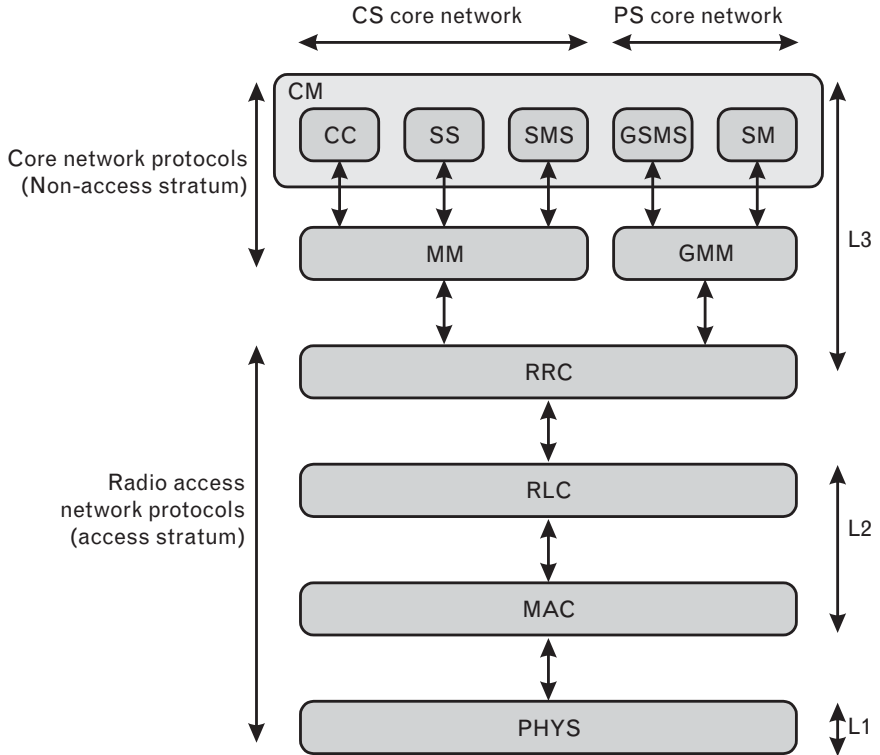 CS core network
PS core network
CM
CC
SS
SMS
GSMS
SM
Core network protocols
(Non-access stratum)
MM
GMM
L3
RRC
Radio access
network protocols
(access stratum)
RLC
L2
MAC
PHYS
L1